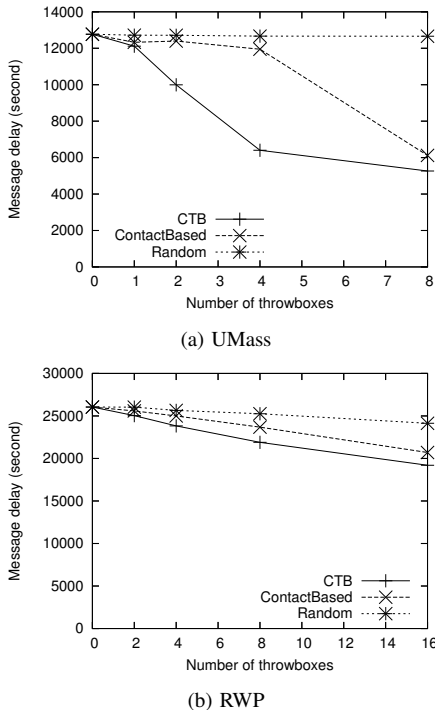 14000
12000
10000
8000
6000
4000
2000
0
Message delay (second)
CTB
ContactBased
Random
0 1 2 3 4 5 6 7 8
Number of throwboxes
(a) UMass
30000
25000
20000
15000
10000
5000
0
Message delay (second)
CTB
ContactBased
Random
0 2 4 6 8 10 12 14 16
Number of throwboxes
(b) RWP